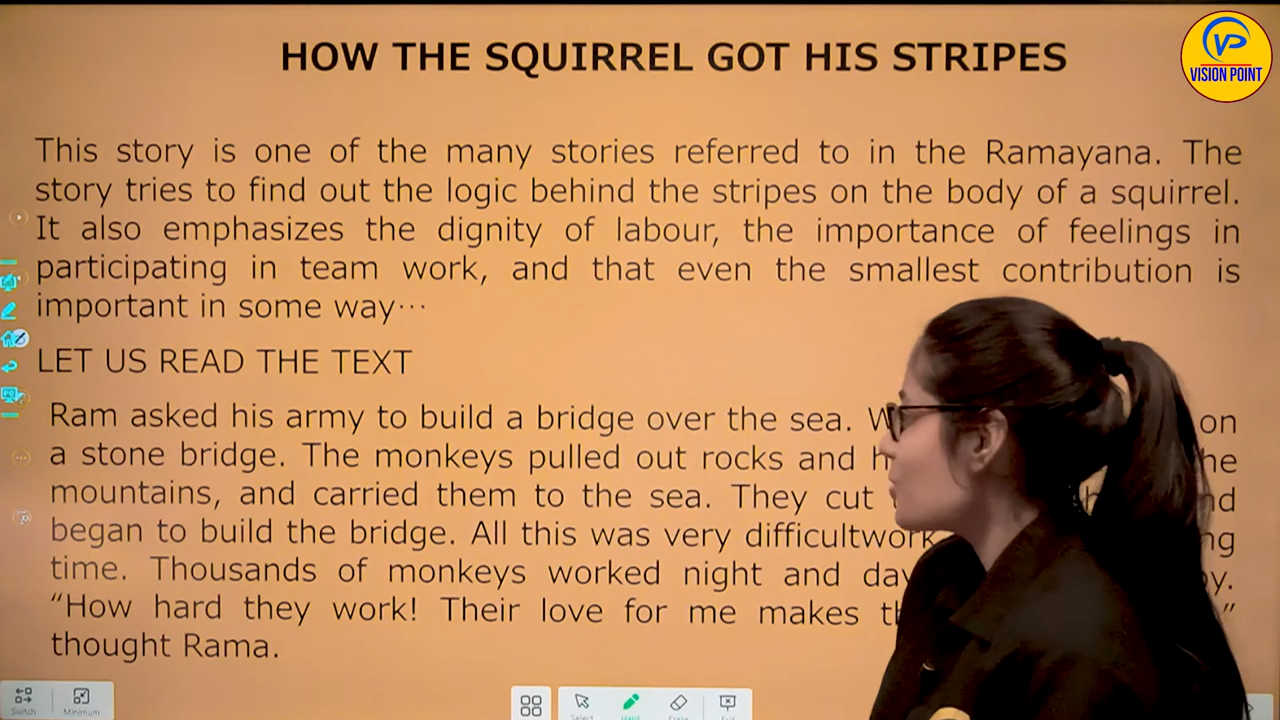 HOW THE SQUIRREL GOT HIS STRIPES
VP
VISION POINT
This story is one of the many stories referred to in the Ramayana. The
story tries to find out the logic behind the stripes on the body of a squirrel.
It also emphasizes the dignity of labour, the importance of feelings in
participating in team work, and that even the smallest contribution is
important in some way…
LET US READ THE TEXT
Ram asked his army to build a bridge over the sea. on
a stone bridge. The monkeys pulled out rocks and
mountains, and carried them to the sea. They cut
began to build the bridge. All this was very difficultwork
time. Thousands of monkeys worked night and
“How hard they work! Their love for me makes ”
thought Rama.
Switch Minimum Select Hard Erase Exit